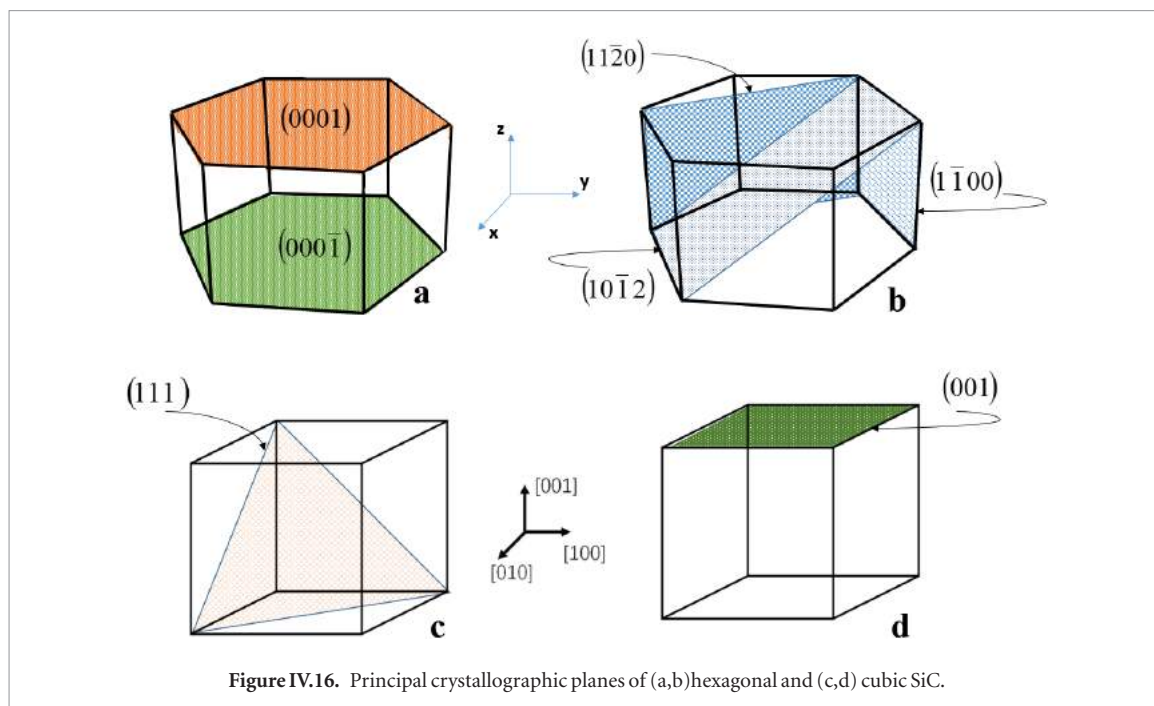 (112̅0)
(0001)
z
y
x
(11̅00)
(0001̅)
(101̅2)
a
b
(111)
(001)
[001]
[100]
[010]
c
d
Figure IV.16. Principal crystallographic planes of (a,b)hexagonal and (c,d) cubic SiC.